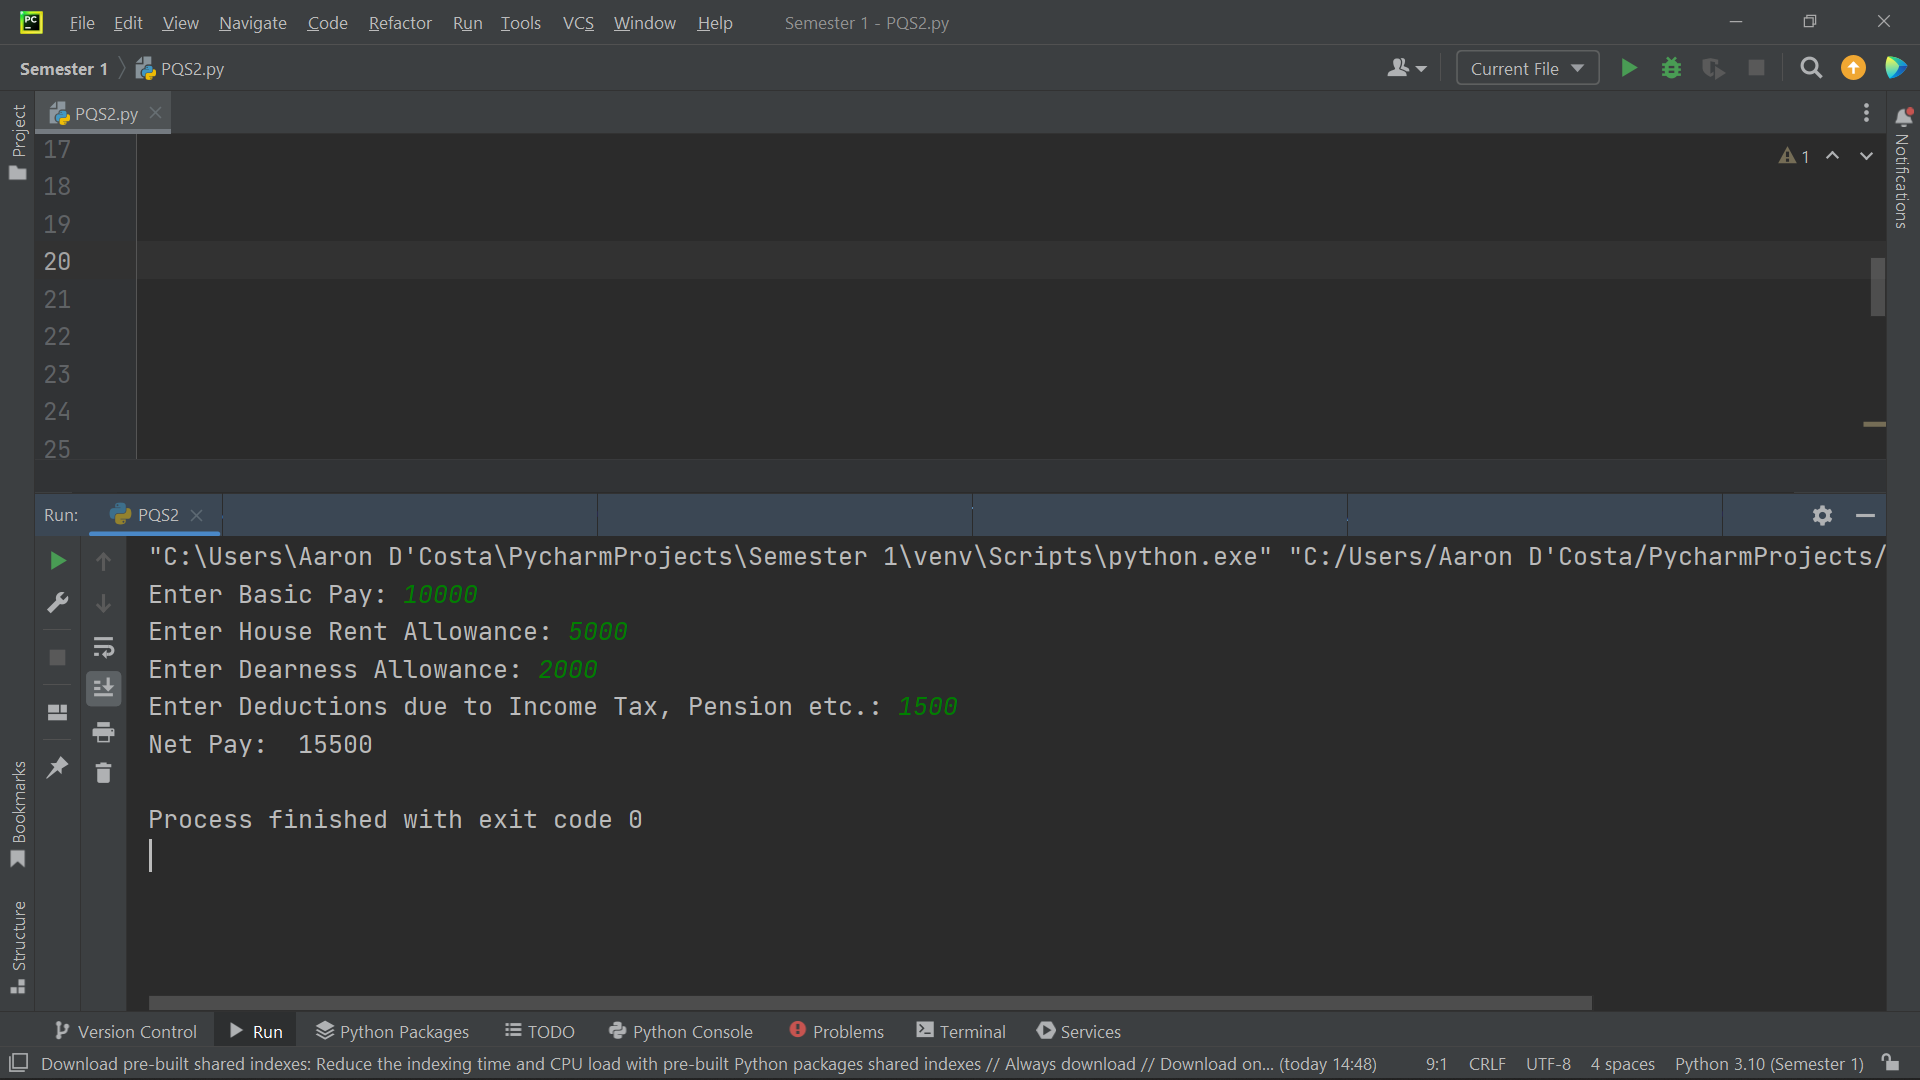 PC File Edit View Navigate Code Refactor Run Tools VCS Window Help Semester 1 - PQS2.py
Semester 1 PQS2.py Current File
PQS2.py
Project
Notifications
17
1
18
19
20
21
22
23
24
25
Run: PQS2
"C:\Users\Aaron D'Costa\PycharmProjects\Semester 1\venv\Scripts\python.exe" "C:/Users/Aaron D'Costa/PycharmProjects/
Enter Basic Pay: 10000
Enter House Rent Allowance: 5000
Enter Dearness Allowance: 2000
Enter Deductions due to Income Tax, Pension etc.: 1500
Net Pay:  15500
Process finished with exit code 0
Bookmarks
Structure
Version Control Run Python Packages TODO Python Console Problems Terminal Services
Download pre-built shared indexes: Reduce the indexing time and CPU load with pre-built Python packages shared indexes // Always download // Download on... (today 14:48) 9:1 CRLF UTF-8 4 spaces Python 3.10 (Semester 1)